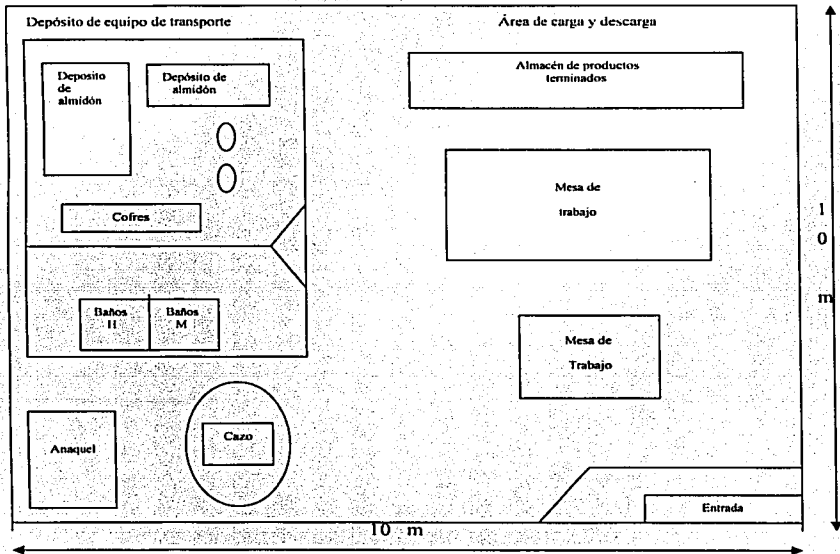 Depósito de equipo de transporte
Área de carga y descarga
Deposito
de
almidón
Depósito de
almidón
Almacén de productos
terminados
Mesa de
trabajo
Cofres
1
0
m
Baños
H
Baños
M
Mesa de
Trabajo
Anaquel
Cazo
Entrada
10 m